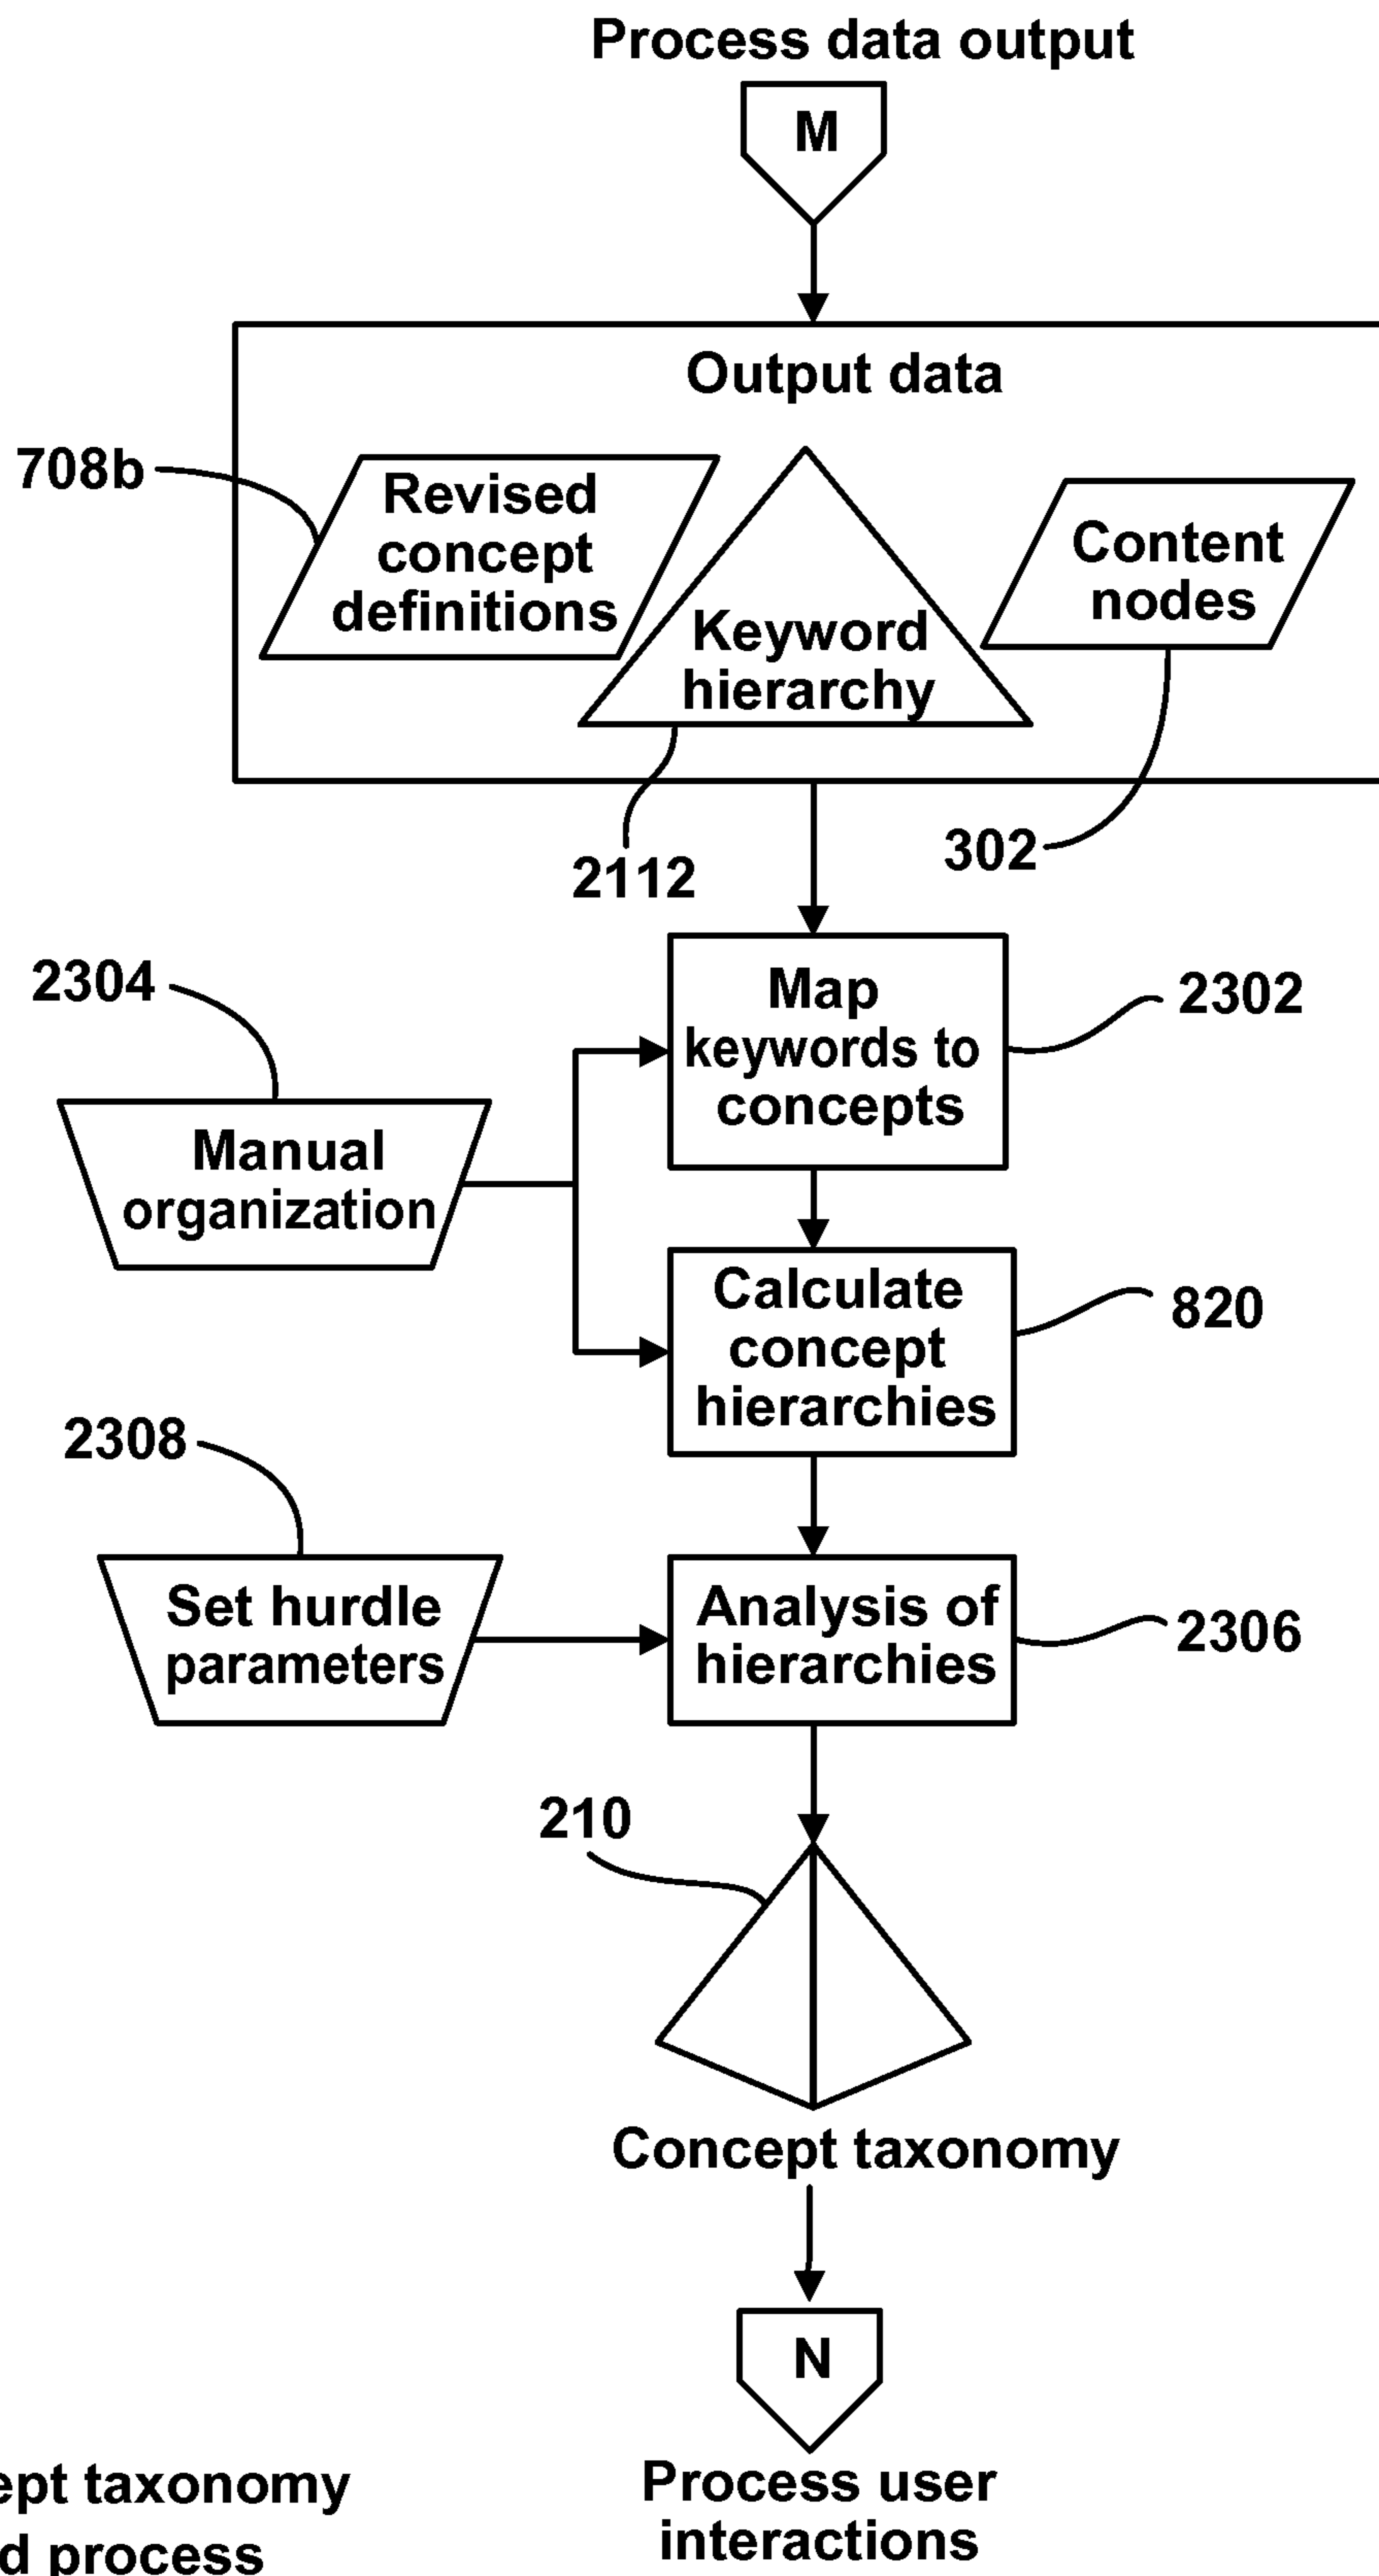 Process data output
M
Output data
708b
Revised
concept
definitions
Keyword
hierarchy
Content
nodes
2112
302
2304
Map
keywords to
concepts
2302
Manual
organization
Calculate
concept
hierarchies
820
2308
Set hurdle
parameters
Analysis of
hierarchies
2306
210
Concept taxonomy
N
Process user
interactions
taxonomy
process